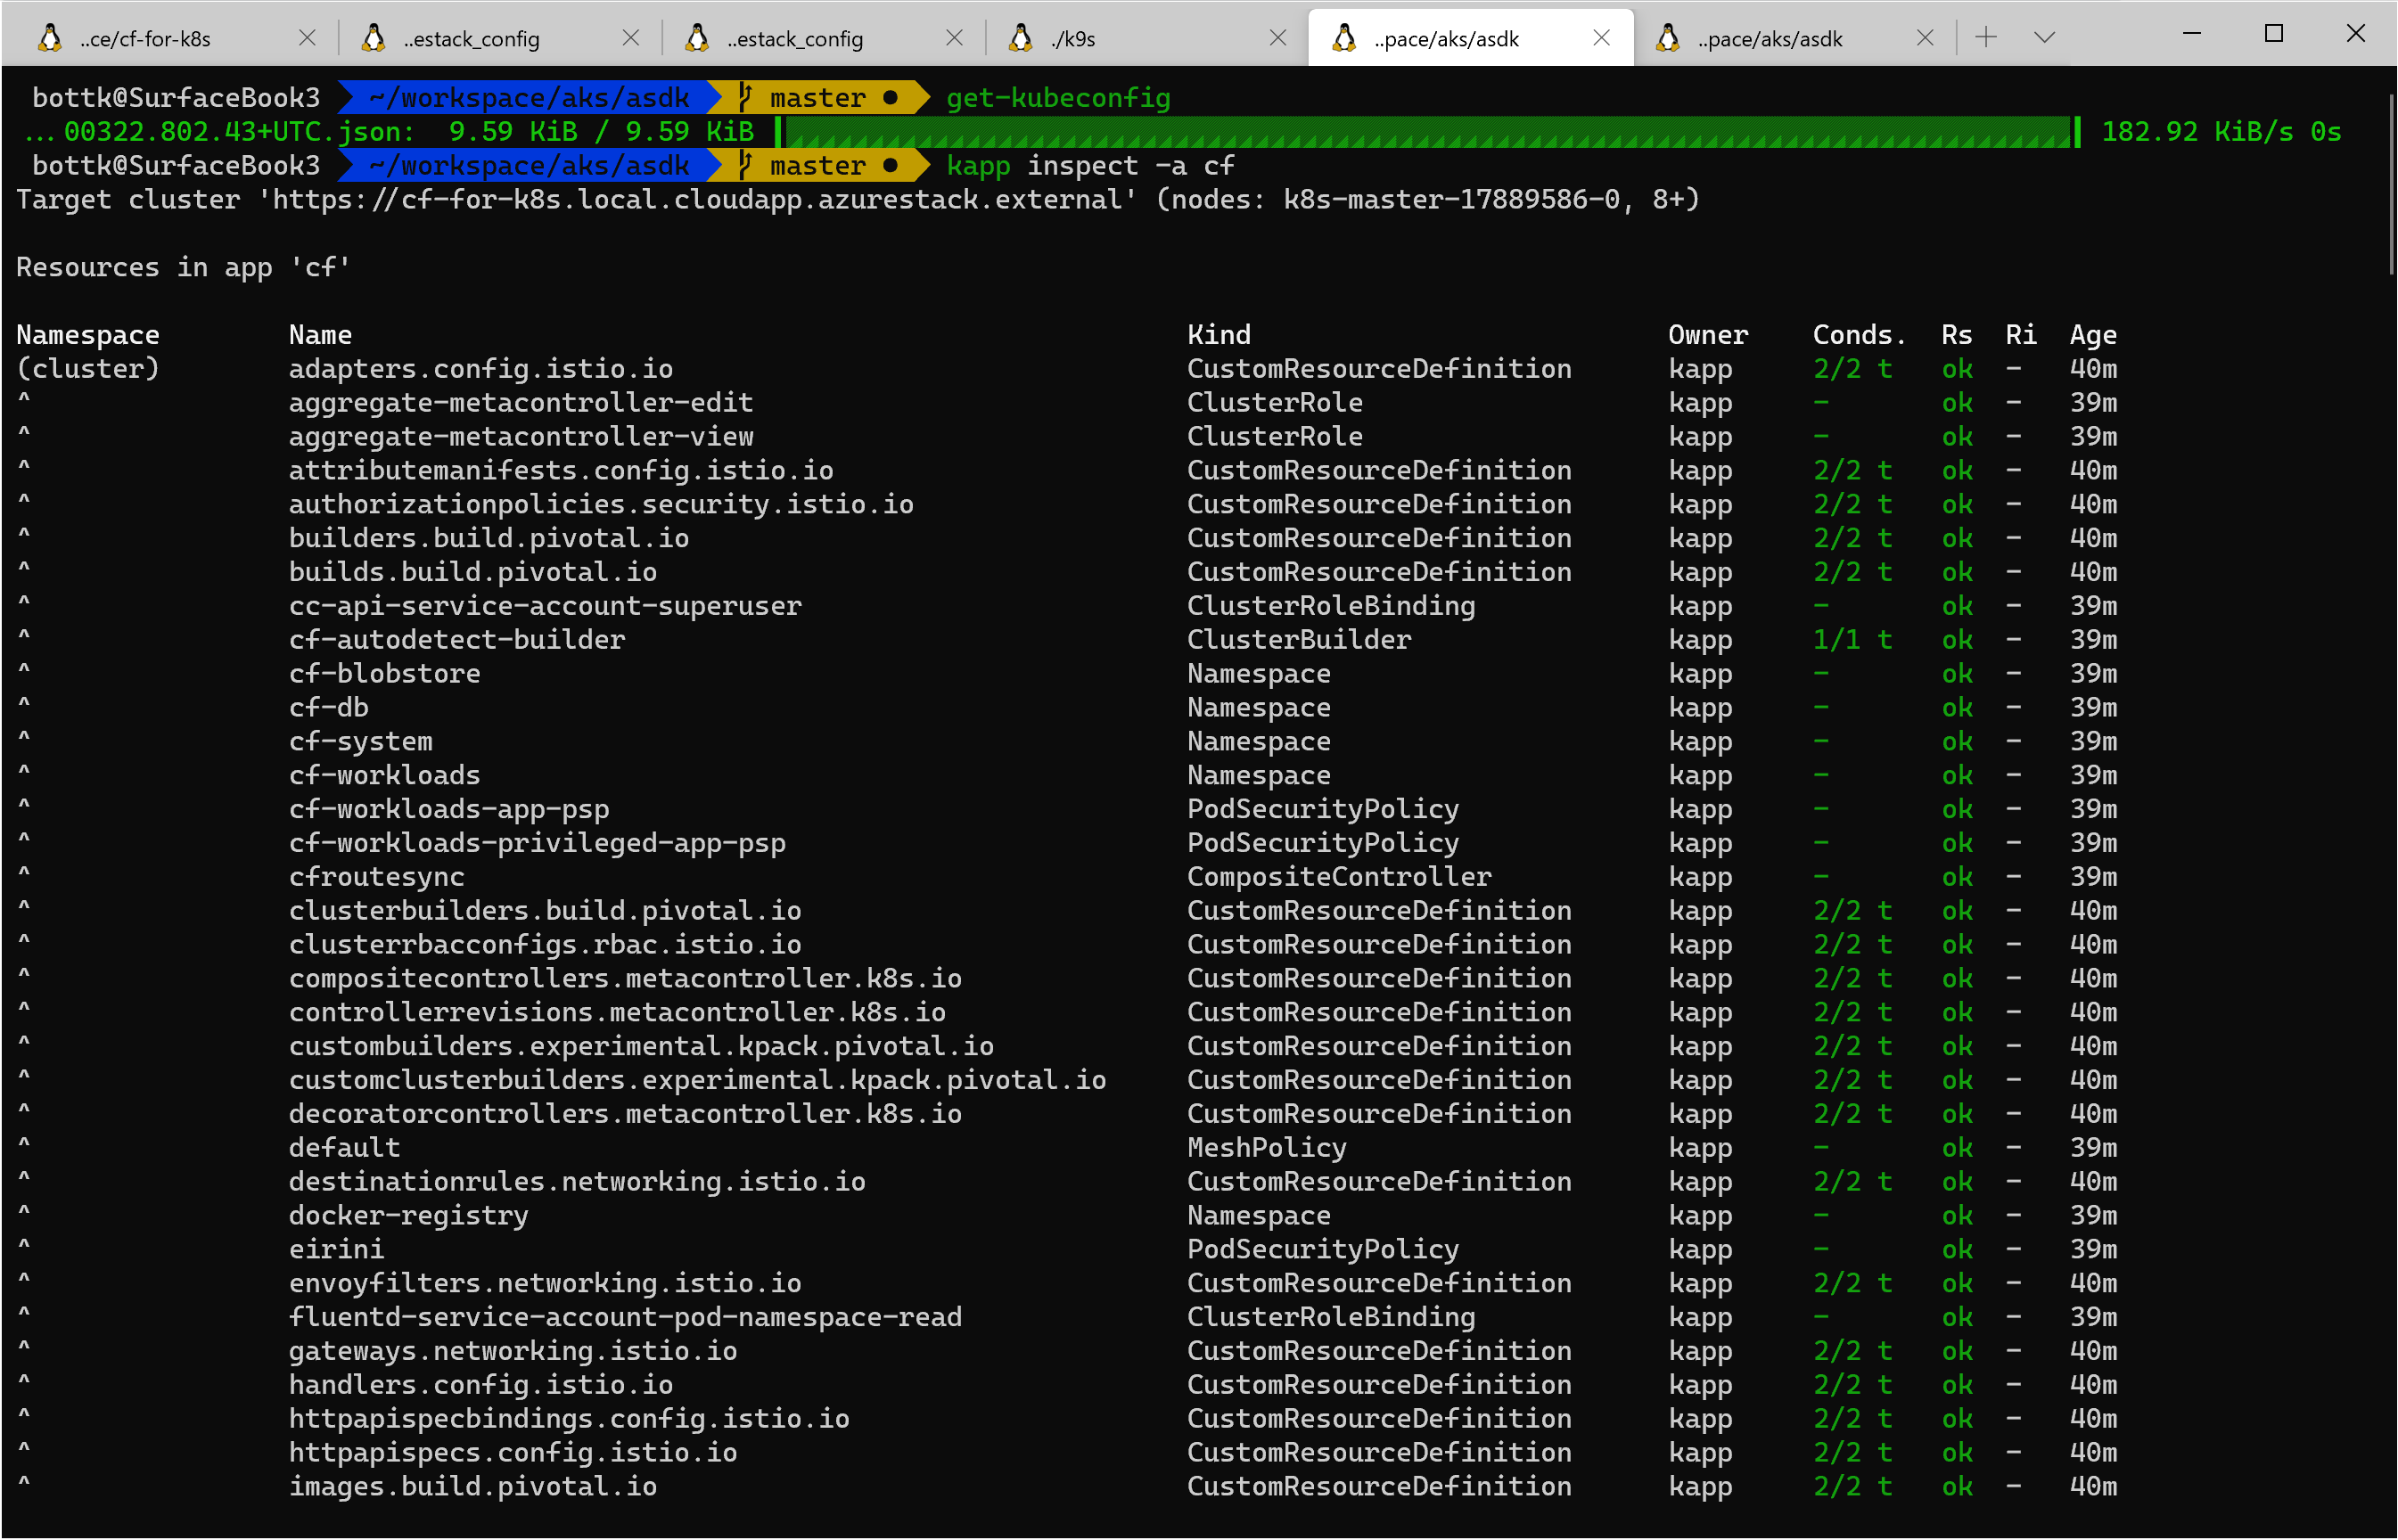 ..ce/cf-for-k8s ..estack_config ..estack_config ./k9s ..pace/aks/asdk ..pace/aks/asdk
bottk@SurfaceBook3 ~/workspace/aks/asdk master ● get-kubeconfig
... 00322.802.43+UTC.json: 9.59 KiB / 9.59 KiB 182.92 KiB/s 0s
bottk@SurfaceBook3 ~/workspace/aks/asdk master ● kapp inspect -a cf
Target cluster 'https://cf-for-k8s.local.cloudapp.azurestack.external' (nodes: k8s-master-17889586-0, 8+)
Resources in app 'cf'
Namespace Name Kind Owner Conds. Rs Ri Age
(cluster) adapters.config.istio.io CustomResourceDefinition kapp 2/2 t ok - 40m
^ aggregate-metacontroller-edit ClusterRole kapp - ok - 39m
^ aggregate-metacontroller-view ClusterRole kapp - ok - 39m
^ attributemanifests.config.istio.io CustomResourceDefinition kapp 2/2 t ok - 40m
^ authorizationpolicies.security.istio.io CustomResourceDefinition kapp 2/2 t ok - 40m
^ builders.build.pivotal.io CustomResourceDefinition kapp 2/2 t ok - 40m
^ builds.build.pivotal.io CustomResourceDefinition kapp 2/2 t ok - 40m
^ cc-api-service-account-superuser ClusterRoleBinding kapp - ok - 39m
^ cf-autodetect-builder ClusterBuilder kapp 1/1 t ok - 39m
^ cf-blobstore Namespace kapp - ok - 39m
^ cf-db Namespace kapp - ok - 39m
^ cf-system Namespace kapp - ok - 39m
^ cf-workloads Namespace kapp - ok - 39m
^ cf-workloads-app-psp PodSecurityPolicy kapp - ok - 39m
^ cf-workloads-privileged-app-psp PodSecurityPolicy kapp - ok - 39m
^ cfroutesync CompositeController kapp - ok - 39m
^ clusterbuilders.build.pivotal.io CustomResourceDefinition kapp 2/2 t ok - 40m
^ clusterrbacconfigs.rbac.istio.io CustomResourceDefinition kapp 2/2 t ok - 40m
^ compositecontrollers.metacontroller.k8s.io CustomResourceDefinition kapp 2/2 t ok - 40m
^ controllerrevisions.metacontroller.k8s.io CustomResourceDefinition kapp 2/2 t ok - 40m
^ custombuilders.experimental.kpack.pivotal.io CustomResourceDefinition kapp 2/2 t ok - 40m
^ customclusterbuilders.experimental.kpack.pivotal.io CustomResourceDefinition kapp 2/2 t ok - 40m
^ decoratorcontrollers.metacontroller.k8s.io CustomResourceDefinition kapp 2/2 t ok - 40m
^ default MeshPolicy kapp - ok - 39m
^ destinationrules.networking.istio.io CustomResourceDefinition kapp 2/2 t ok - 40m
^ docker-registry Namespace kapp - ok - 39m
^ eirini PodSecurityPolicy kapp - ok - 39m
^ envoyfilters.networking.istio.io CustomResourceDefinition kapp 2/2 t ok - 40m
^ fluentd-service-account-pod-namespace-read ClusterRoleBinding kapp - ok - 39m
^ gateways.networking.istio.io CustomResourceDefinition kapp 2/2 t ok - 40m
^ handlers.config.istio.io CustomResourceDefinition kapp 2/2 t ok - 40m
^ httpapispecbindings.config.istio.io CustomResourceDefinition kapp 2/2 t ok - 40m
^ httpapispecs.config.istio.io CustomResourceDefinition kapp 2/2 t ok - 40m
^ images.build.pivotal.io CustomResourceDefinition kapp 2/2 t ok - 40m